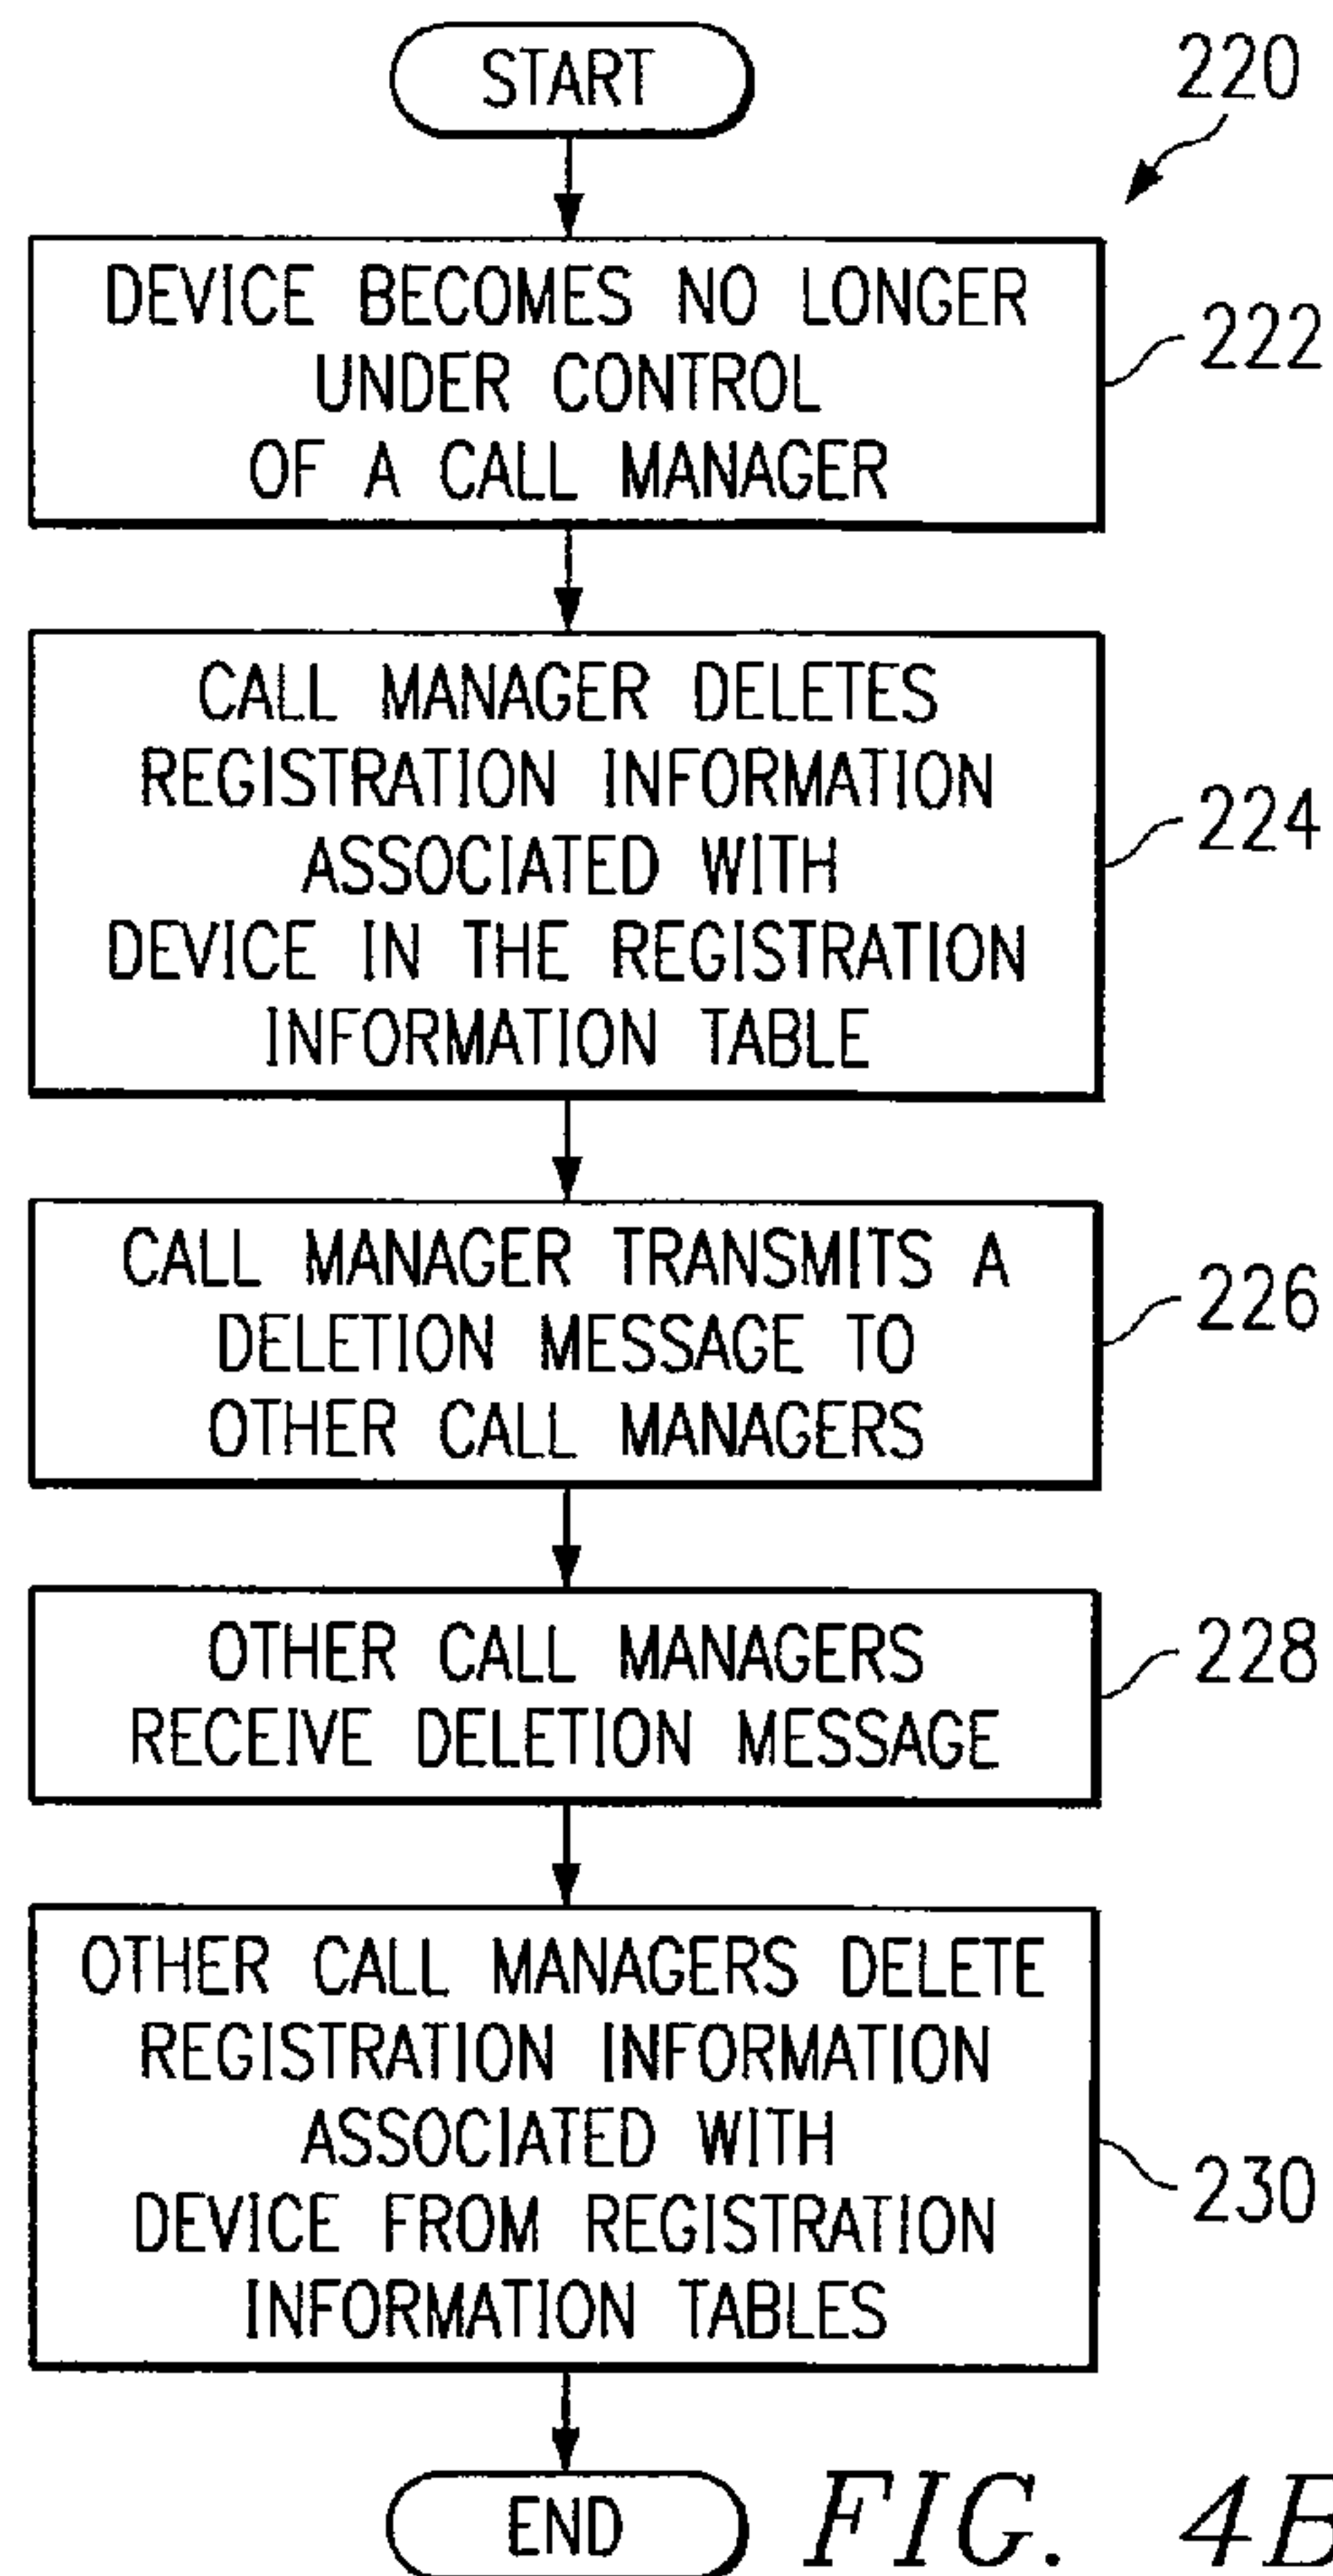 START
220
DEVICE BECOMES NO LONGER
UNDER CONTROL
OF A CALL MANAGER
222
CALL MANAGER DELETES
REGISTRATION INFORMATION
ASSOCIATED WITH
DEVICE IN THE REGISTRATION
INFORMATION TABLE
224
CALL MANAGER TRANSMITS A
DELETION MESSAGE TO
OTHER CALL MANAGERS
226
OTHER CALL MANAGERS
RECEIVE DELETION MESSAGE
228
OTHER CALL MANAGERS DELETE
REGISTRATION INFORMATION
ASSOCIATED WITH
DEVICE FROM REGISTRATION
INFORMATION TABLES
230
END
FIG. 4B